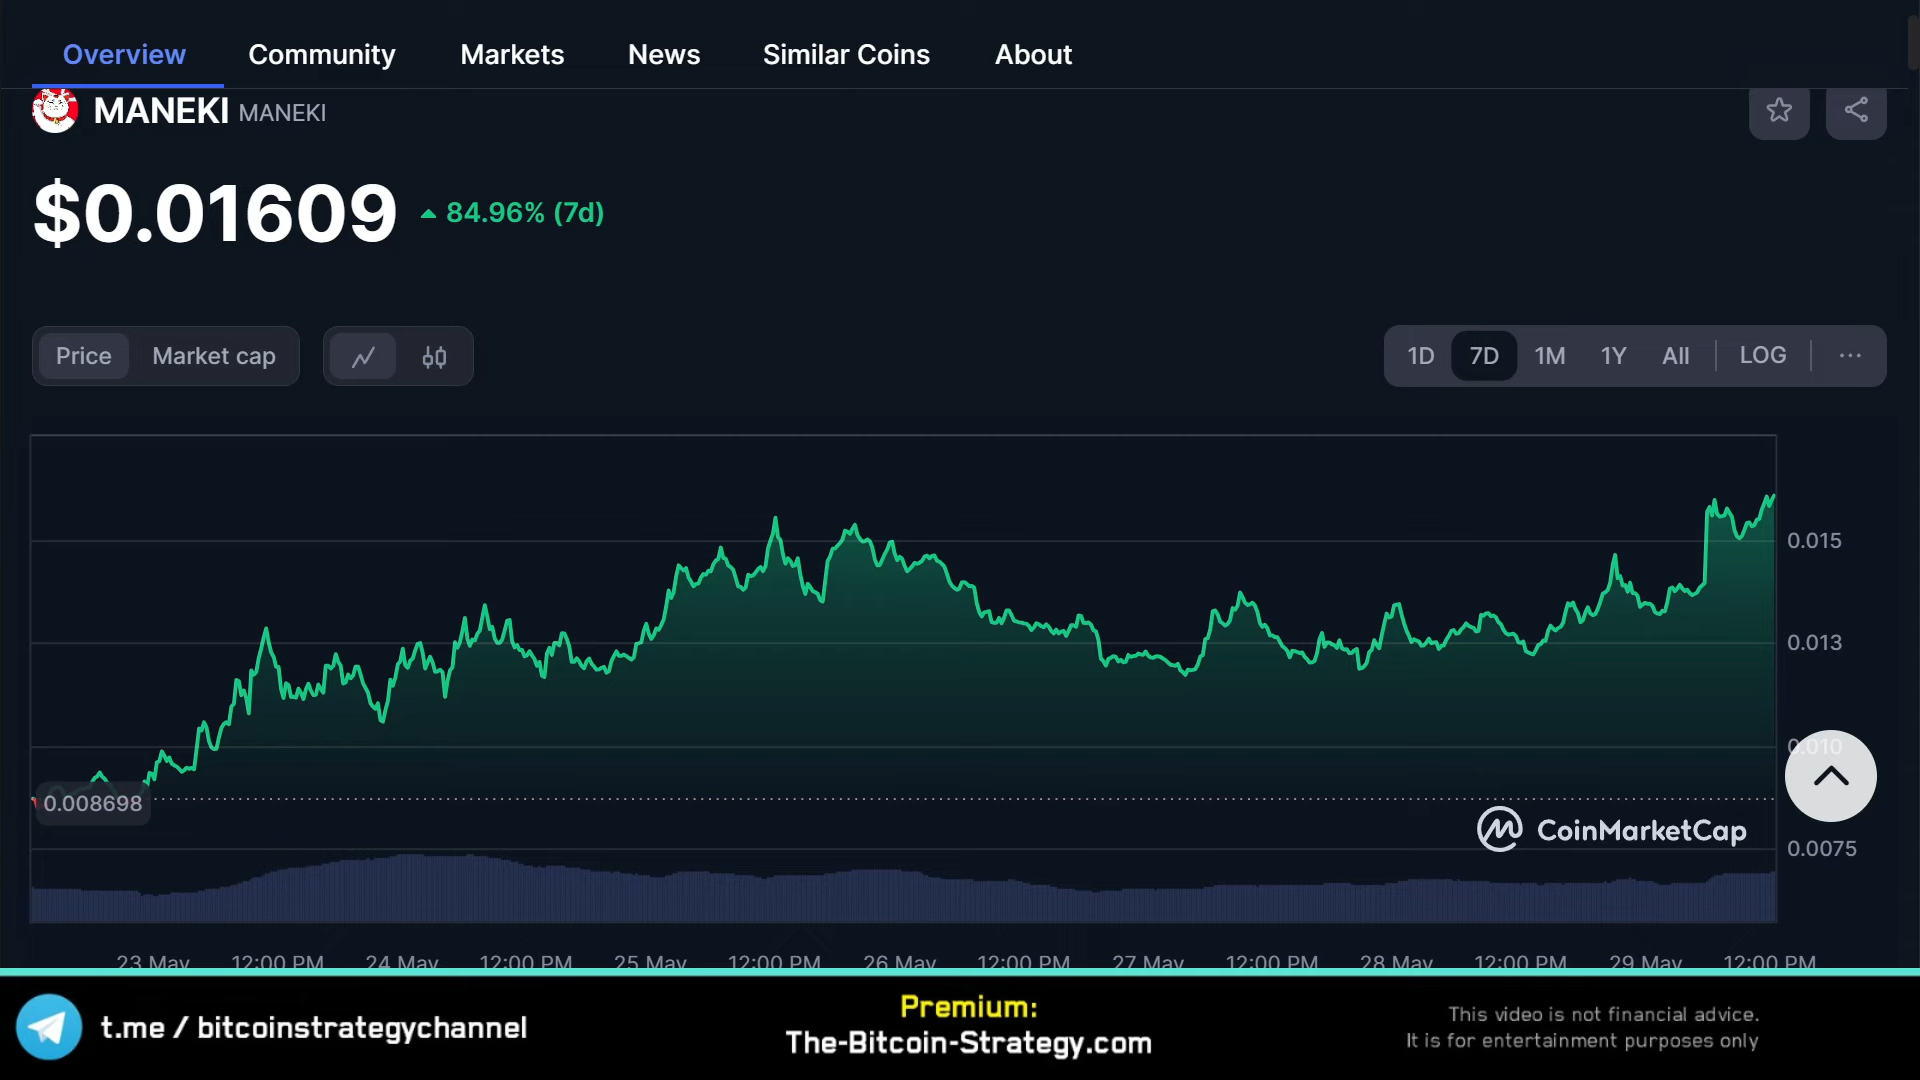 Overview Community Markets News Similar Coins About
MANEKI MANEKI
$0.01609 84.96% (7d)
Price Market cap
1D 7D 1M 1Y All LOG
0.015
0.013
0.010
0.008698
CoinMarketCap
0.0075
23 May 12:00 PM 24 May 12:00 PM 25 May 12:00 PM 26 May 12:00 PM 27 May 12:00 PM 28 May 12:00 PM 29 May 12:00 PM
t.me / bitcoinstrategychannel
Premium:
The-Bitcoin-Strategy.com
This video is not financial advice.
It is for entertainment purposes only